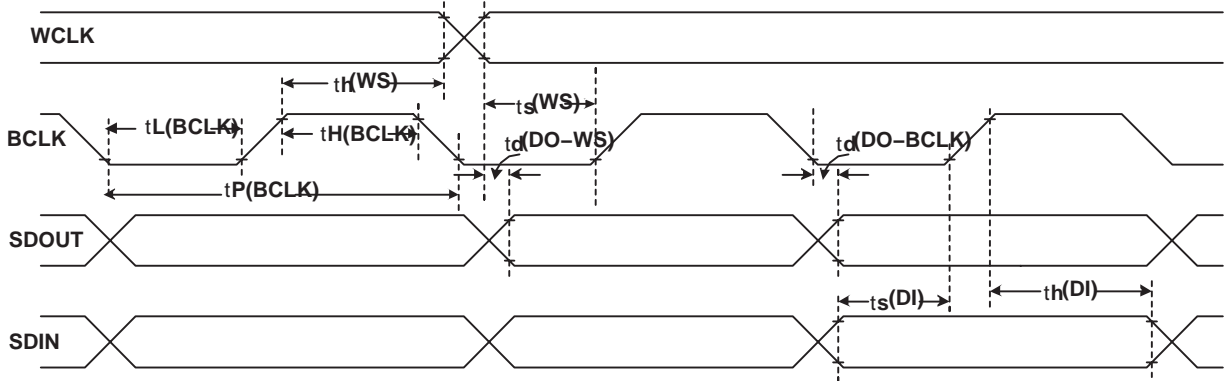 WCLK
th(WS)
ts(WS)
BCLK
tL(BCLK)
tH(BCLK)
td(DO–WS)
td(DO–BCLK)
tP(BCLK)
SDOUT
ts(DI)
th(DI)
SDIN